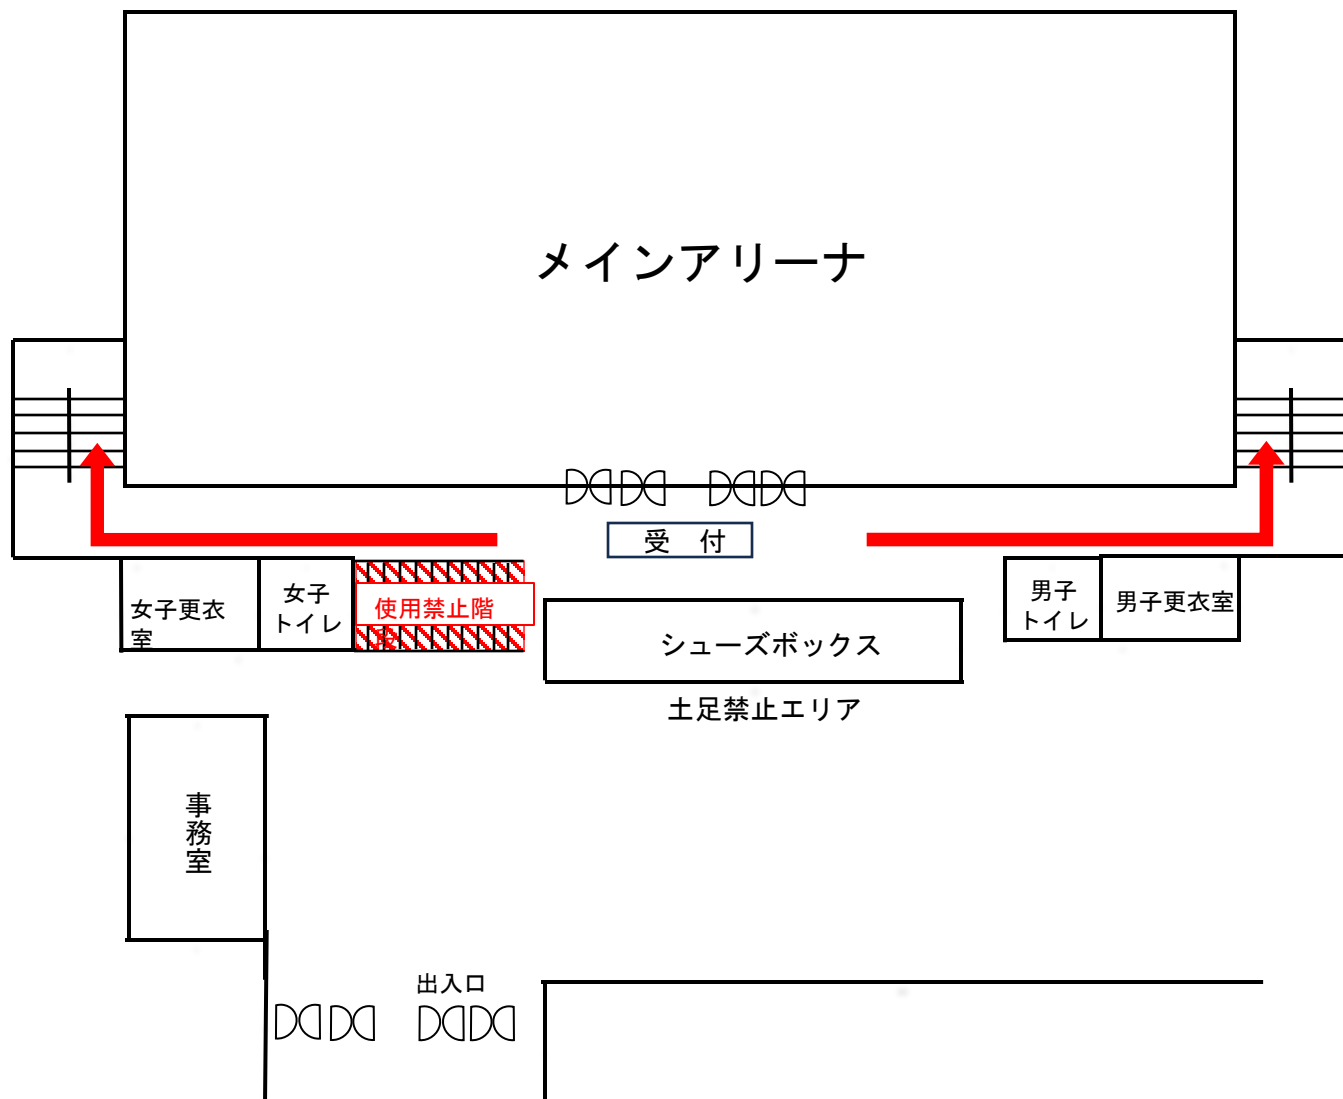 メインアリーナ
受　付
女子更衣
室
女子
トイレ
使用禁止階
段
シューズボックス
土足禁止エリア
男子
トイレ
男子更衣室
事務室
出入口